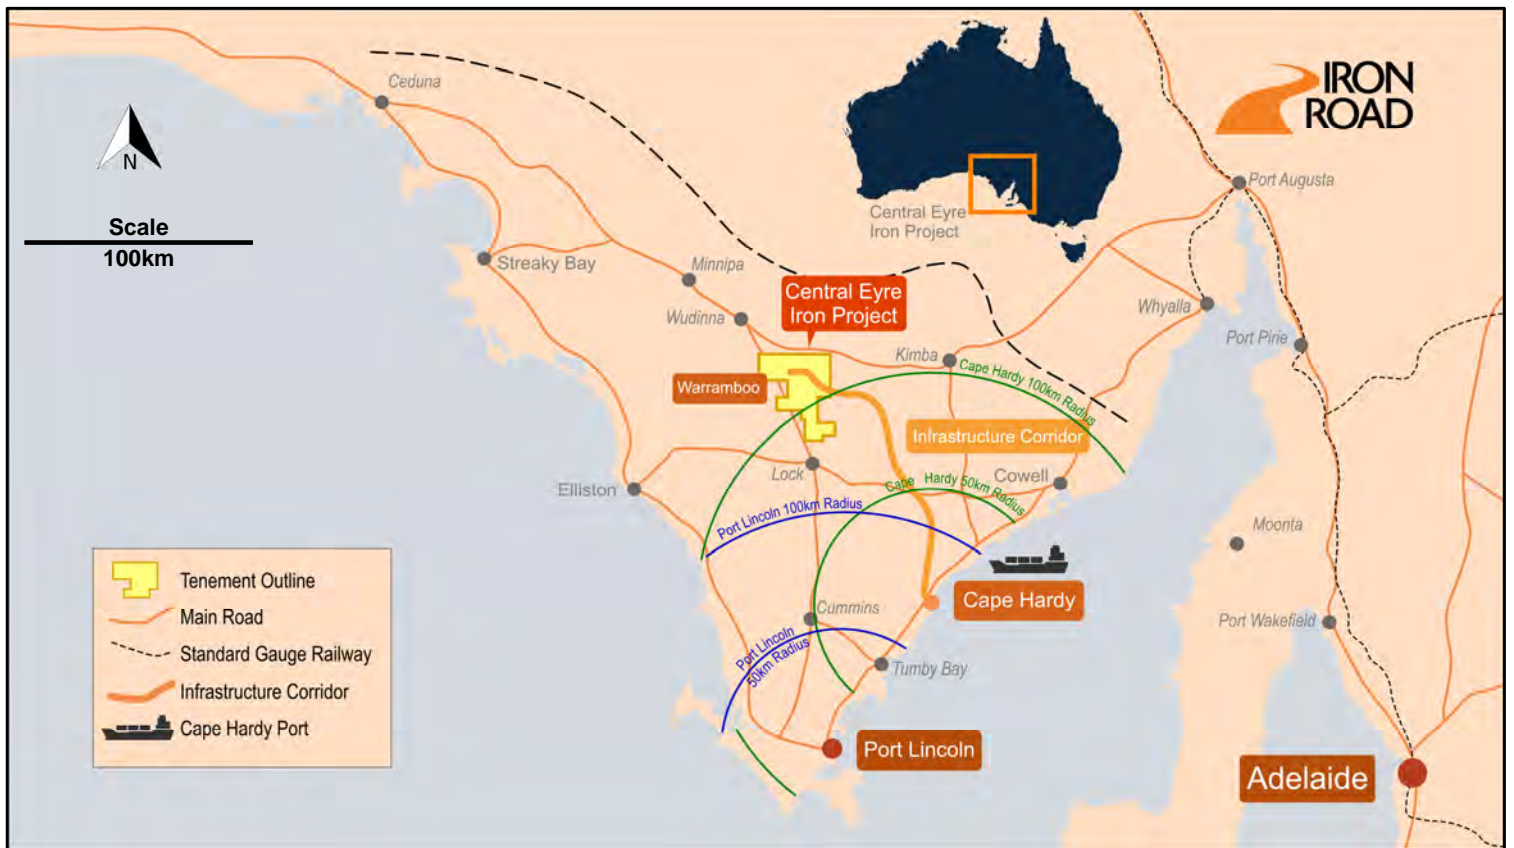 Ceduna
IRON
ROAD
N
Port Augusta
Scale
100km
Central Eyre
Iron Project
Streaky Bay
Minnipa
Central Eyre
Iron Project
Whyalla
Wudinna
Port Pirie
Kimba
Cape Hardy 100km Radius
Warramboo
Infrastructure Corridor
Lock
Cowell
Cape Hardy 50km Radius
Elliston
Port Lincoln 100km Radius
Moonta
Tenement Outline
Main Road
Standard Gauge Railway
Infrastructure Corridor
Cape Hardy Port
Cape Hardy
Cummins
Port Wakefield
Port Lincoln
50km Radius
Tumby Bay
Port Lincoln
Adelaide